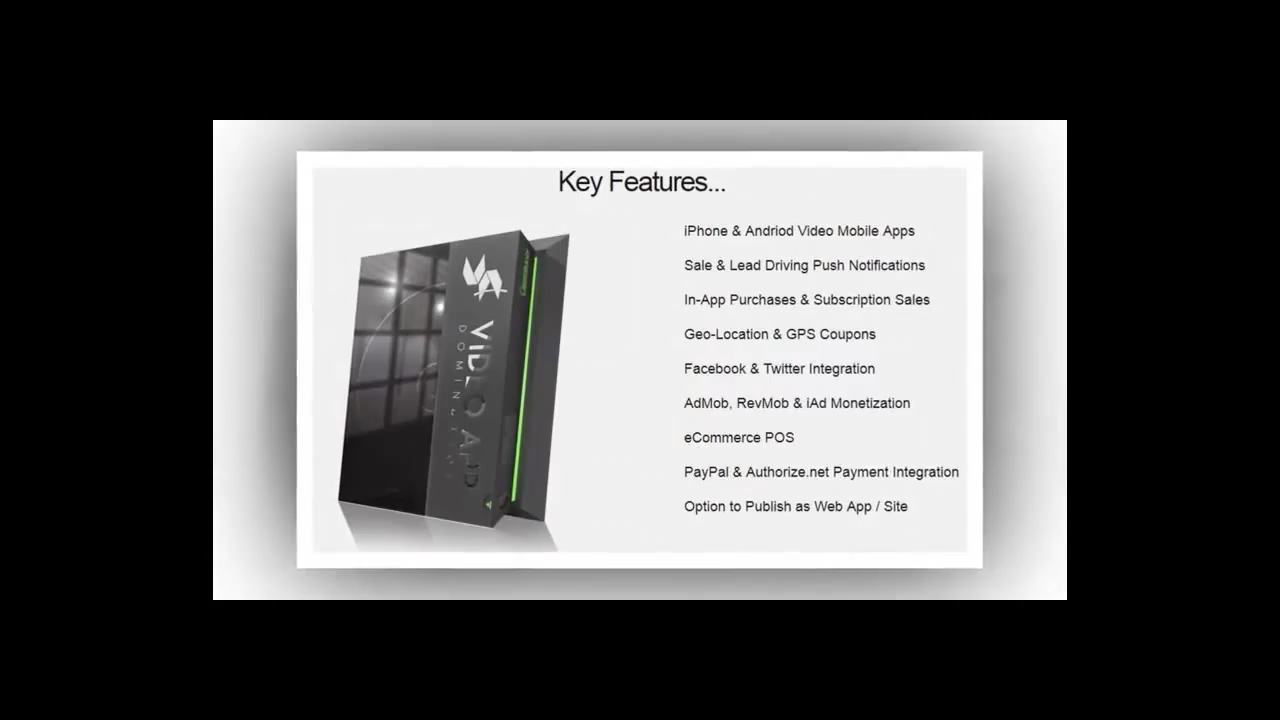 Key Features...
iPhone & Andriod Video Mobile Apps
Sale & Lead Driving Push Notifications
In-App Purchases & Subscription Sales
Geo-Location & GPS Coupons
Facebook & Twitter Integration
AdMob, RevMob & iAd Monetization
eCommerce POS
PayPal & Authorize.net Payment Integration
Option to Publish as Web App / Site
VIDEO APP